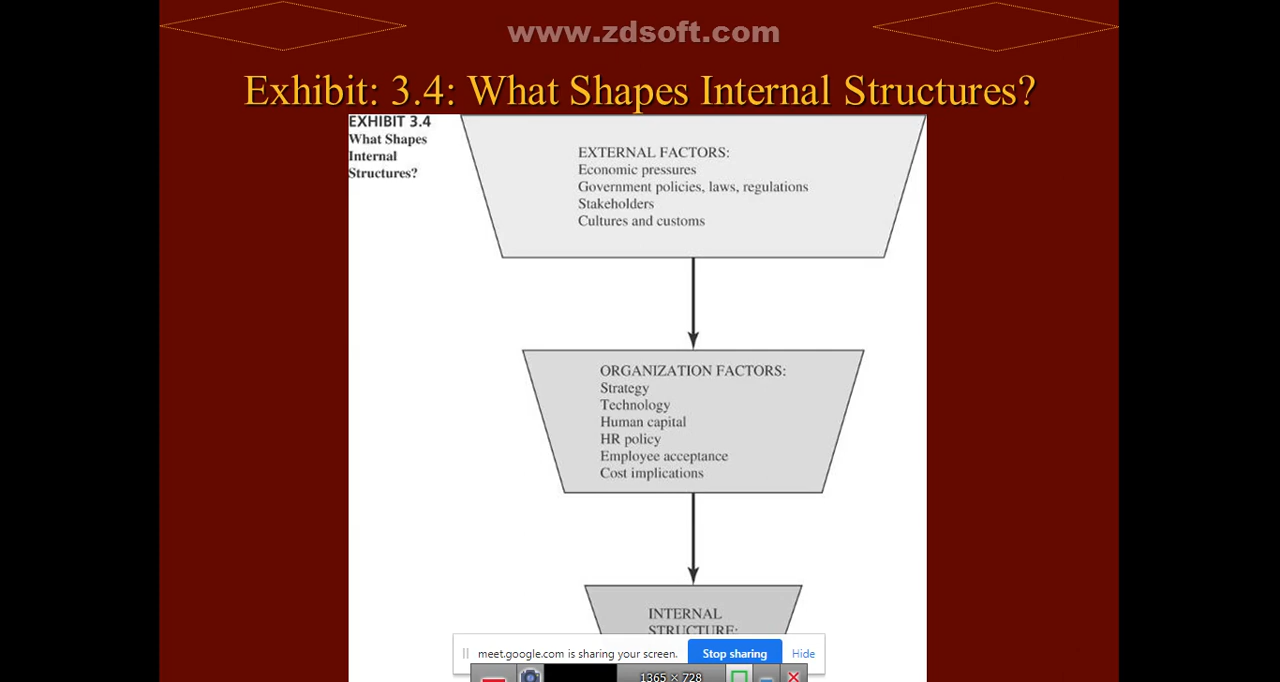 www.zdsoft.com
Exhibit: 3.4: What Shapes Internal Structures?
EXHIBIT 3.4
What Shapes
Internal
Structures?
EXTERNAL FACTORS:
Economic pressures
Government policies, laws, regulations
Stakeholders
Cultures and customs
ORGANIZATION FACTORS:
Strategy
Technology
Human capital
HR policy
Employee acceptance
Cost implications
INTERNAL
STRUCTURE:
meet.google.com is sharing your screen. Stop sharing Hide
1365 × 728